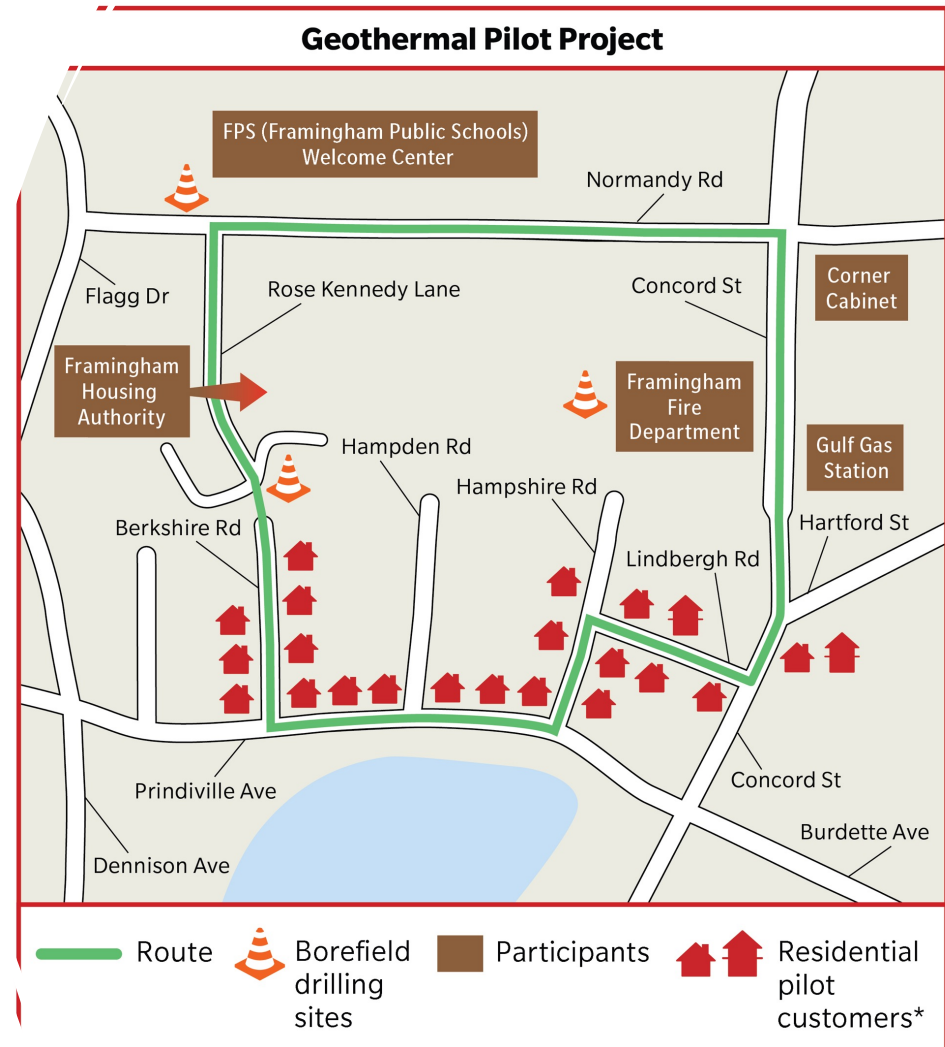 Geothermal Pilot Project
FPS (Framingham Public Schools)
Welcome Center
Normandy Rd
Flagg Dr
Rose Kennedy Lane
Concord St
Corner
Cabinet
Framingham
Housing
Authority
Framingham
Fire
Department
Hampden Rd
Gulf Gas
Station
Hampshire Rd
Berkshire Rd
Hartford St
Lindbergh Rd
Prindiville Ave
Concord St
Burdette Ave
Dennison Ave
Route
Borefield
drilling
sites
Participants
Residential
pilot
customers*